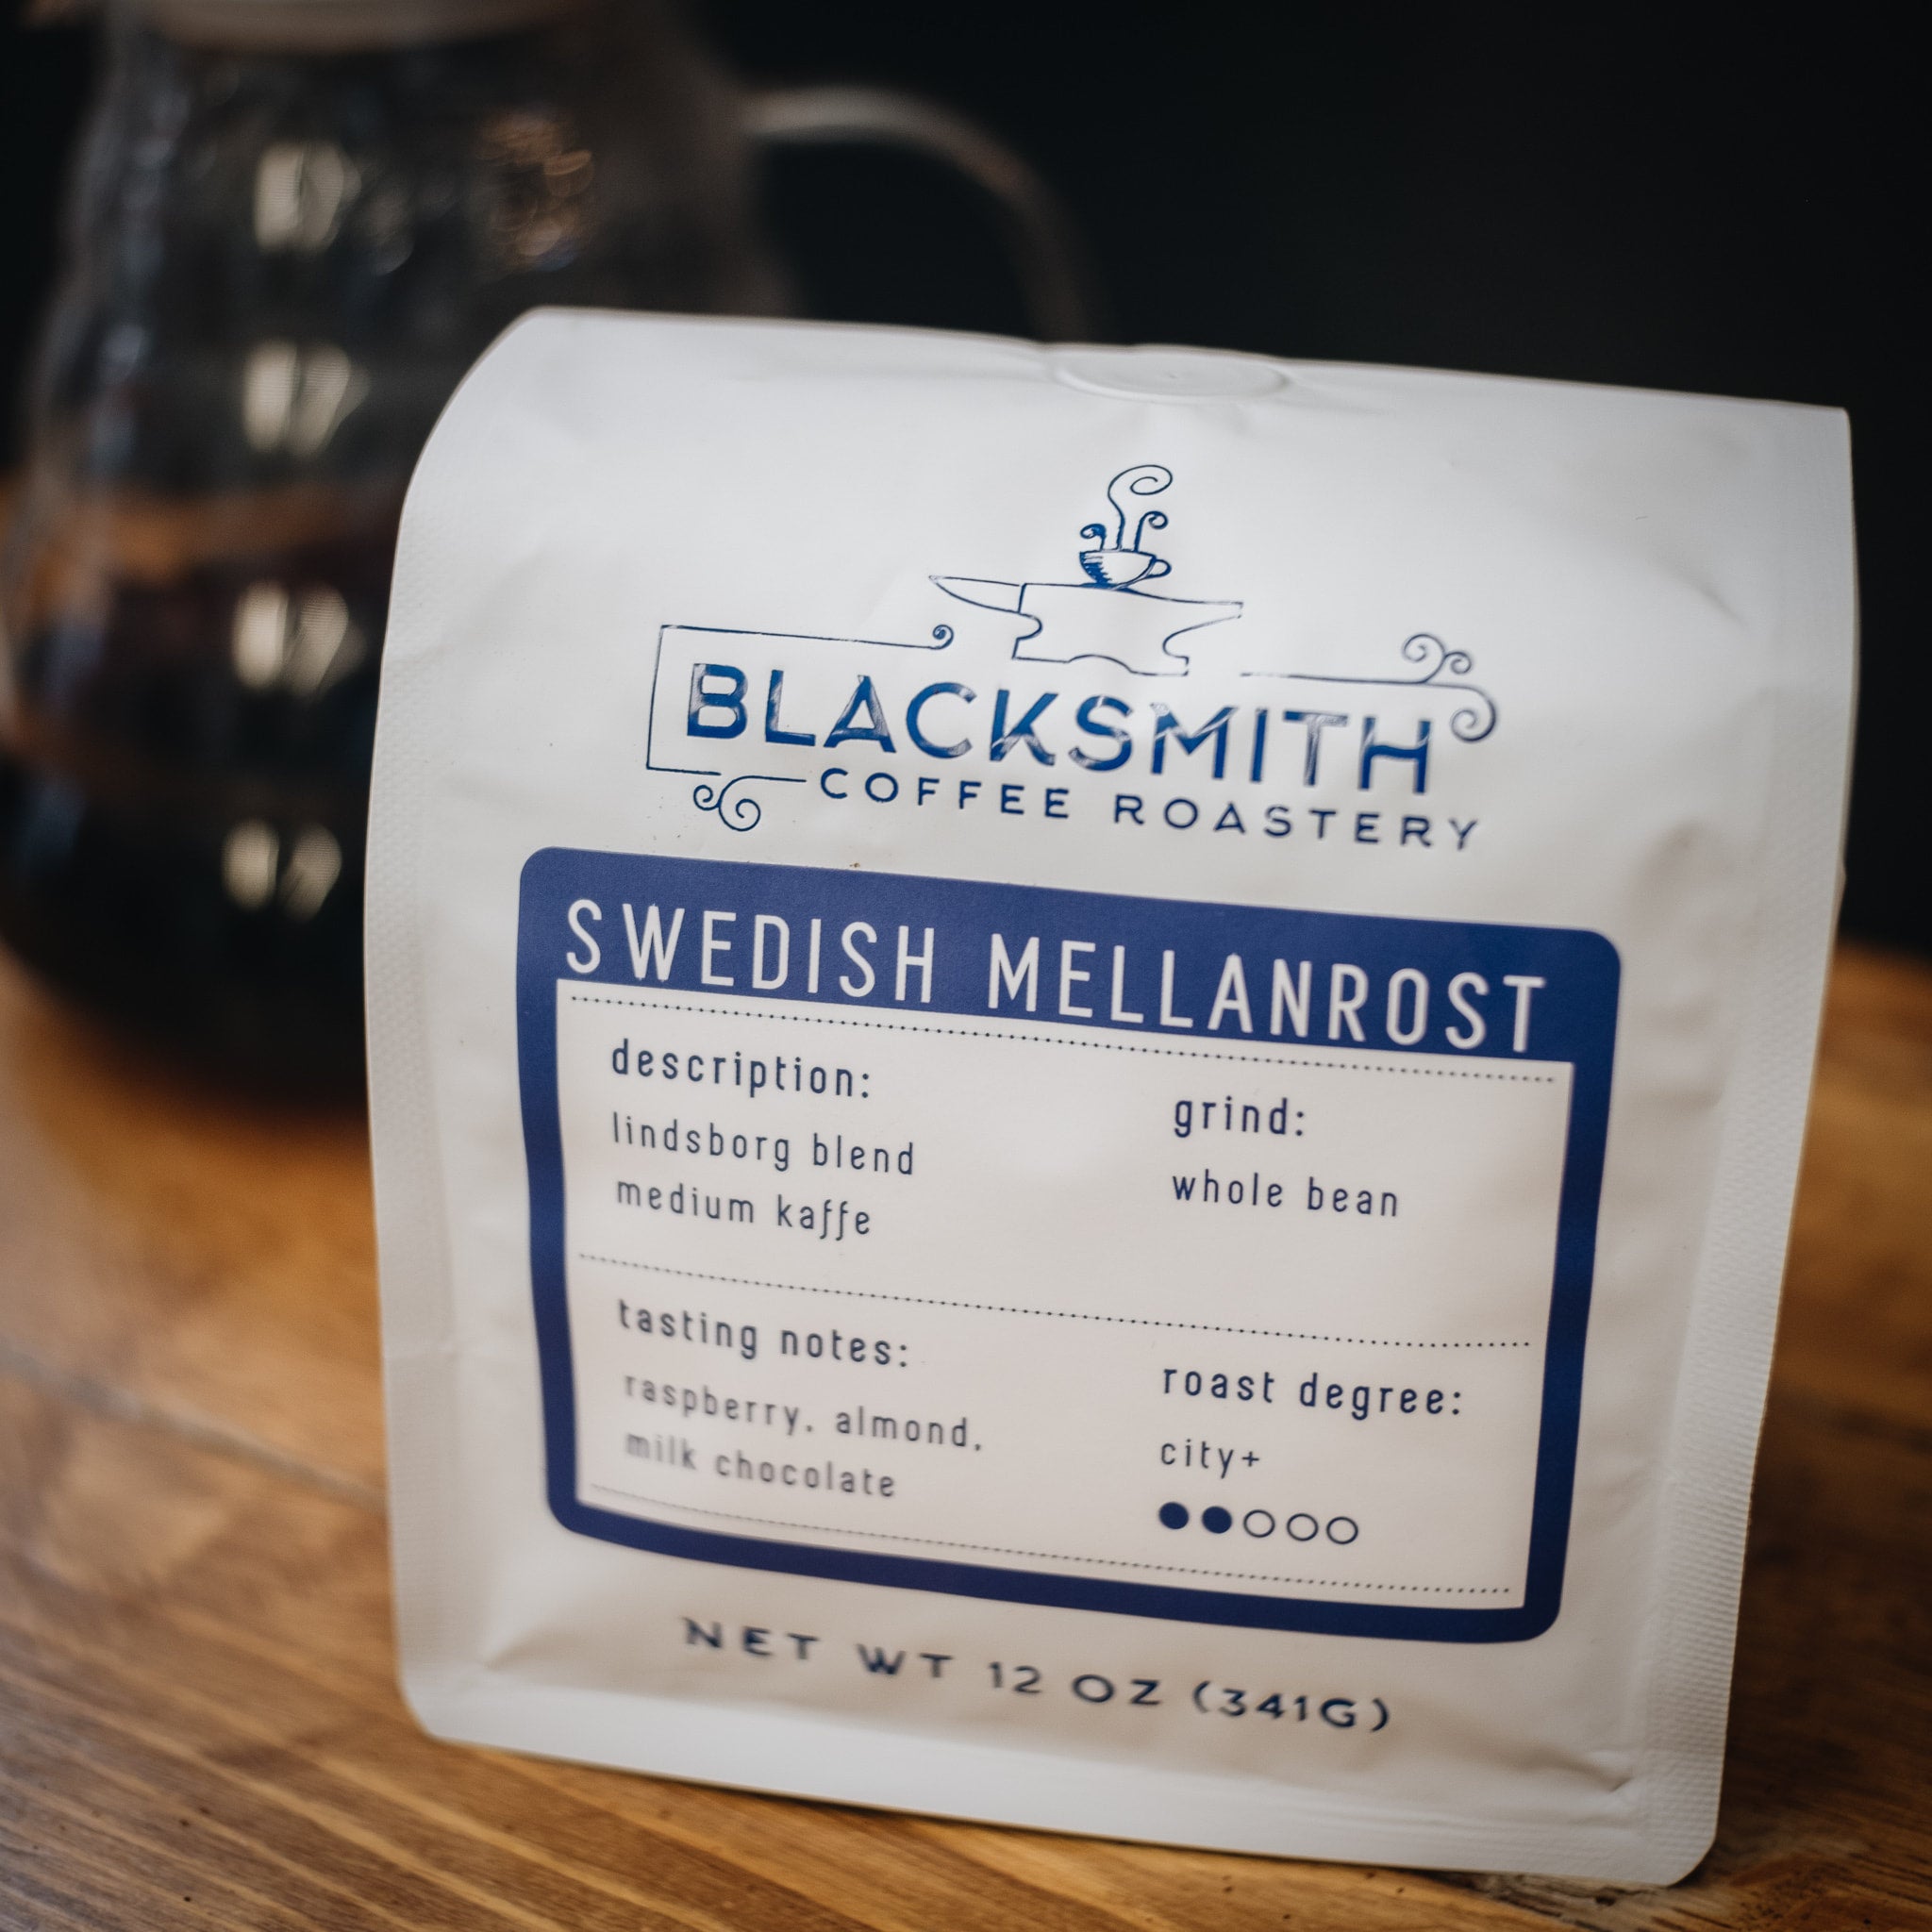 BLACKSMITH
COFFEE ROASTERY
SWEDISH MELLANROST
description:
lindsborg blend
medium kaffe
grind:
whole bean
tasting notes:
raspberry, almond,
milk chocolate
roast degree:
city+
NET WT 12 OZ (341G)